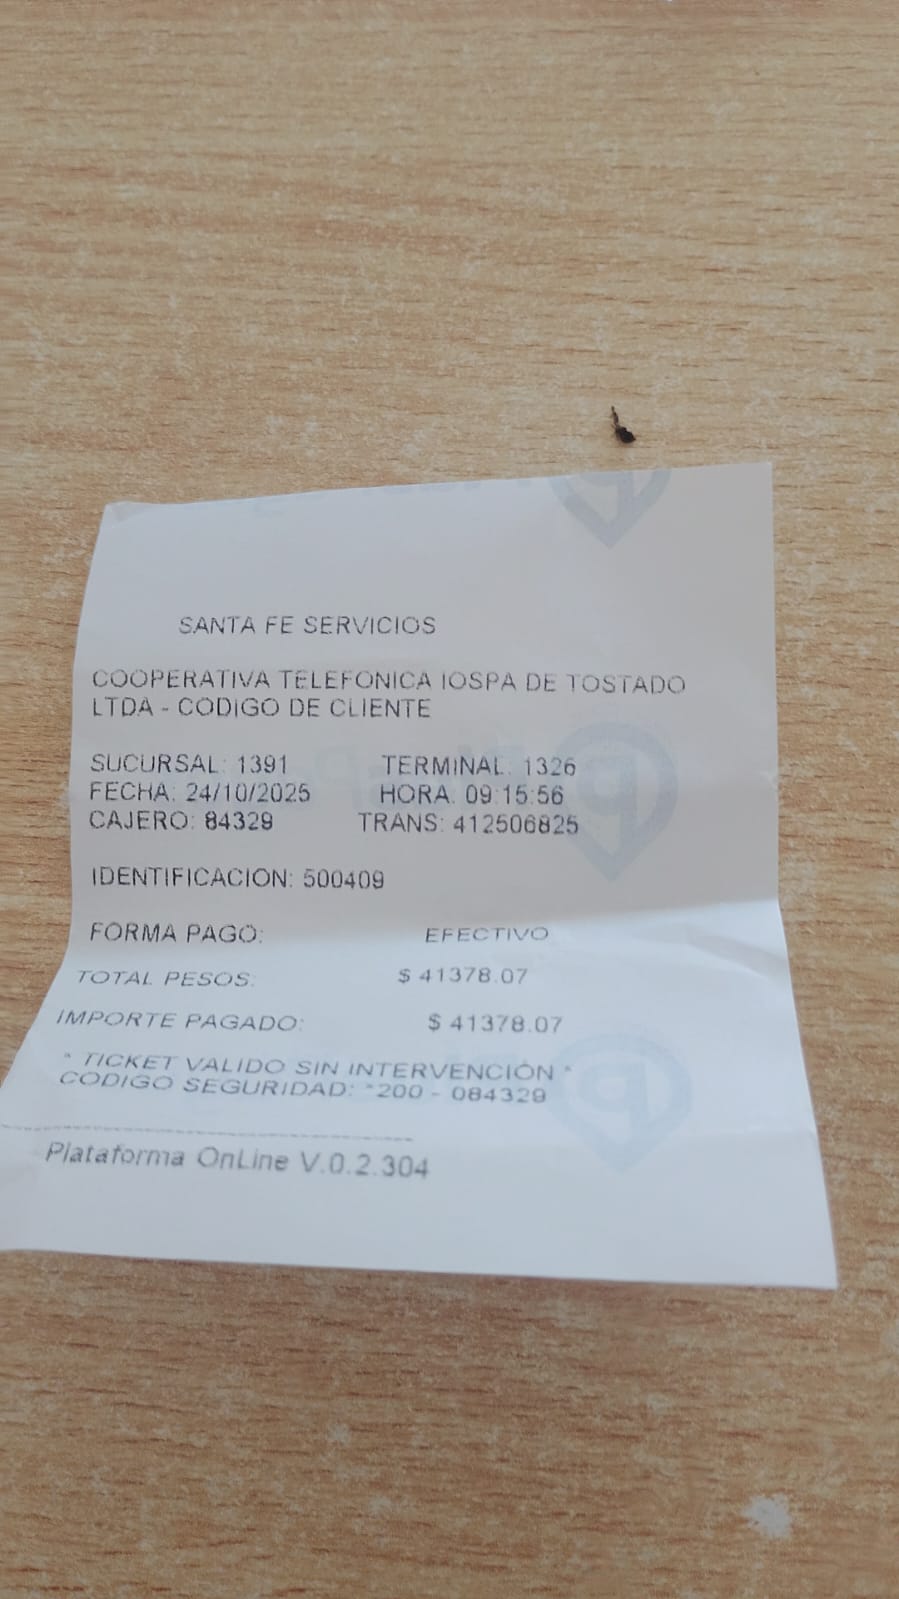 SANTA FE SERVICIOS
COOPERATIVA TELEFONICA IOSPA DE TOSTADO
LTDA - CODIGO DE CLIENTE
SUCURSAL: 1391 TERMINAL: 1326
FECHA: 24/10/2025 HORA: 09:15:56
CAJERO: 84329 TRANS: 412506825
IDENTIFICACION: 500409
FORMA PAGO: EFECTIVO
TOTAL PESOS: $ 41378.07
IMPORTE PAGADO: $ 41378.07
* TICKET VALIDO SIN INTERVENCIÓN *
CODIGO SEGURIDAD: *200 - 084329
Plataforma OnLine V.0.2.304